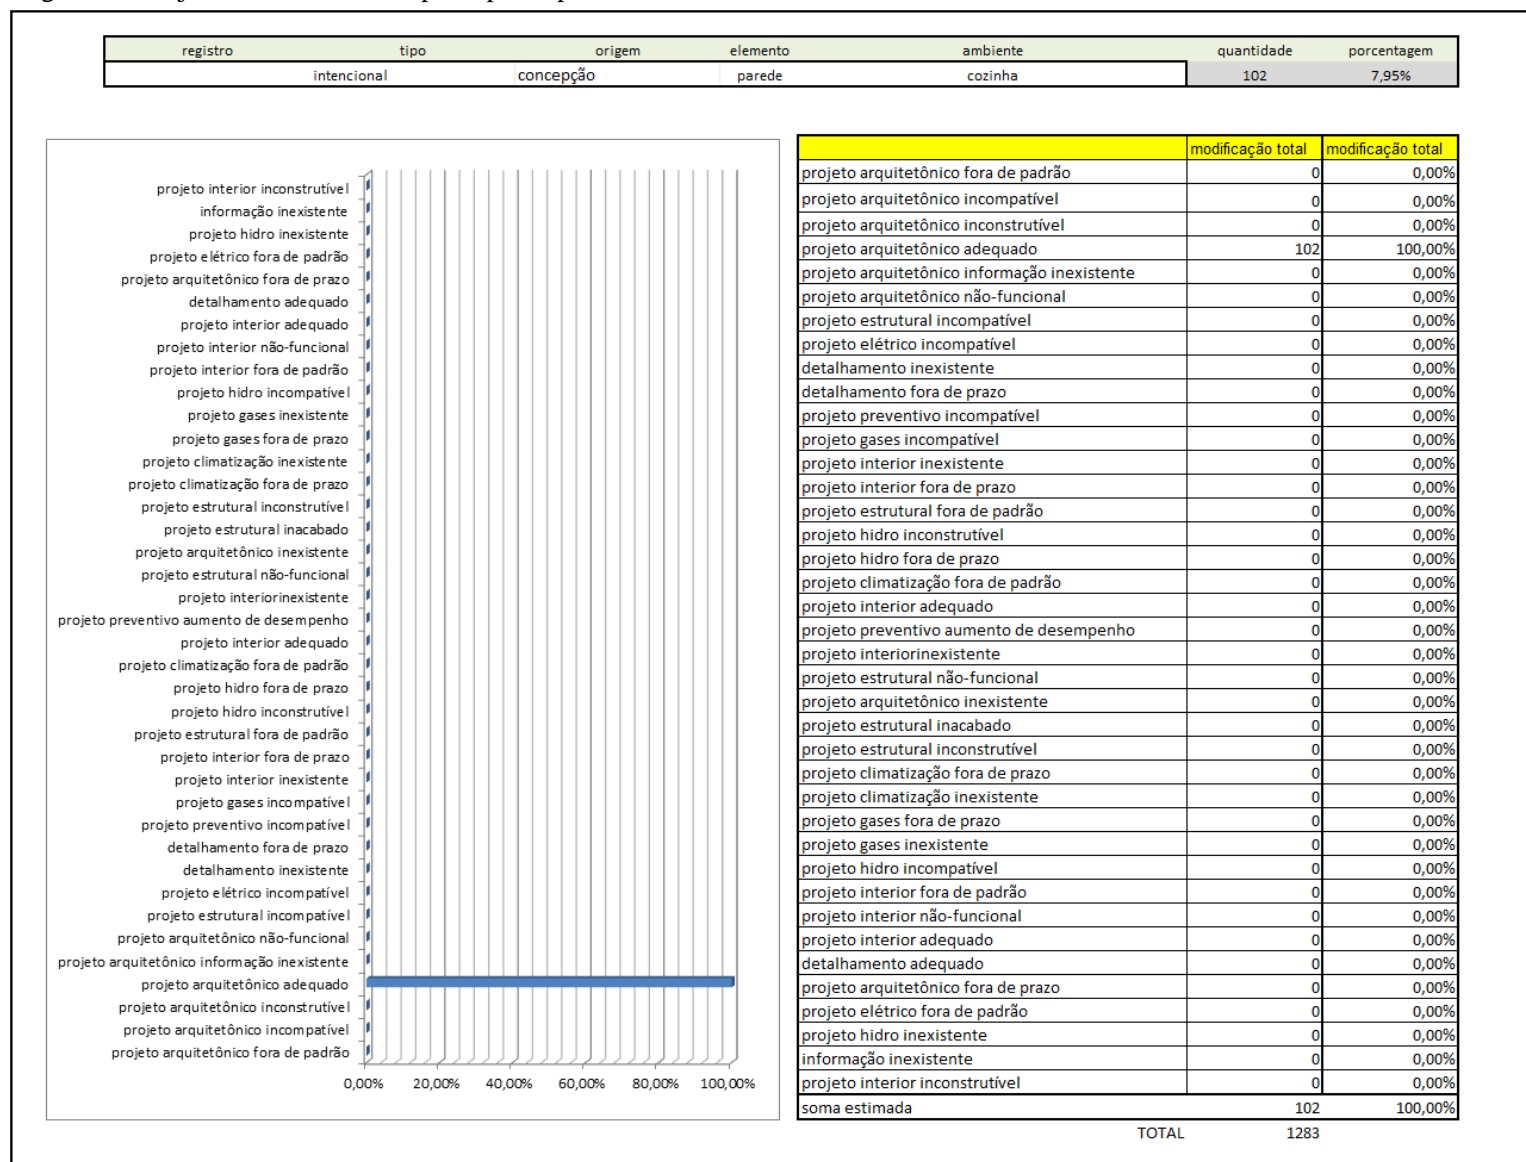 registro tipo origem elemento ambiente quantidade porcentagem
intencional concepção parede cozinha 102 7,95%
projeto interior inconstrutível
informação inexistente
projeto hidro inexistente
projeto elétrico fora de padrão
projeto arquitetônico fora de prazo
detalhamento adequado
projeto interior adequado
projeto interior não-funcional
projeto interior fora de padrão
projeto hidro incompatível
projeto gases inexistente
projeto gases fora de prazo
projeto climatização inexistente
projeto climatização fora de prazo
projeto estrutural inconstrutível
projeto estrutural inacabado
projeto arquitetônico inexistente
projeto estrutural não-funcional
projeto interiorinexistente
projeto preventivo aumento de desempenho
projeto interior adequado
projeto climatização fora de padrão
projeto hidro fora de prazo
projeto hidro inconstrutível
projeto estrutural fora de padrão
projeto interior fora de prazo
projeto interior inexistente
projeto gases incompatível
projeto preventivo incompatível
detalhamento fora de prazo
detalhamento inexistente
projeto elétrico incompatível
projeto estrutural incompatível
projeto arquitetônico não-funcional
projeto arquitetônico informação inexistente
projeto arquitetônico adequado
projeto arquitetônico inconstrutível
projeto arquitetônico incompatível
projeto arquitetônico fora de padrão
0,00% 20,00% 40,00% 60,00% 80,00% 100,00%
modificação total modificação total
projeto arquitetônico fora de padrão 0 0,00%
projeto arquitetônico incompatível 0 0,00%
projeto arquitetônico inconstrutível 0 0,00%
projeto arquitetônico adequado 102 100,00%
projeto arquitetônico informação inexistente 0 0,00%
projeto arquitetônico não-funcional 0 0,00%
projeto estrutural incompatível 0 0,00%
projeto elétrico incompatível 0 0,00%
detalhamento inexistente 0 0,00%
detalhamento fora de prazo 0 0,00%
projeto preventivo incompatível 0 0,00%
projeto gases incompatível 0 0,00%
projeto interior inexistente 0 0,00%
projeto interior fora de prazo 0 0,00%
projeto estrutural fora de padrão 0 0,00%
projeto hidro inconstrutível 0 0,00%
projeto hidro fora de prazo 0 0,00%
projeto climatização fora de padrão 0 0,00%
projeto interior adequado 0 0,00%
projeto preventivo aumento de desempenho 0 0,00%
projeto interiorinexistente 0 0,00%
projeto estrutural não-funcional 0 0,00%
projeto arquitetônico inexistente 0 0,00%
projeto estrutural inacabado 0 0,00%
projeto estrutural inconstrutível 0 0,00%
projeto climatização fora de prazo 0 0,00%
projeto climatização inexistente 0 0,00%
projeto gases fora de prazo 0 0,00%
projeto gases inexistente 0 0,00%
projeto hidro incompatível 0 0,00%
projeto interior fora de padrão 0 0,00%
projeto interior não-funcional 0 0,00%
projeto interior adequado 0 0,00%
detalhamento adequado 0 0,00%
projeto arquitetônico fora de prazo 0 0,00%
projeto elétrico fora de padrão 0 0,00%
projeto hidro inexistente 0 0,00%
informação inexistente 0 0,00%
projeto interior inconstrutível 0 0,00%
soma estimada 102 100,00%
TOTAL 1283